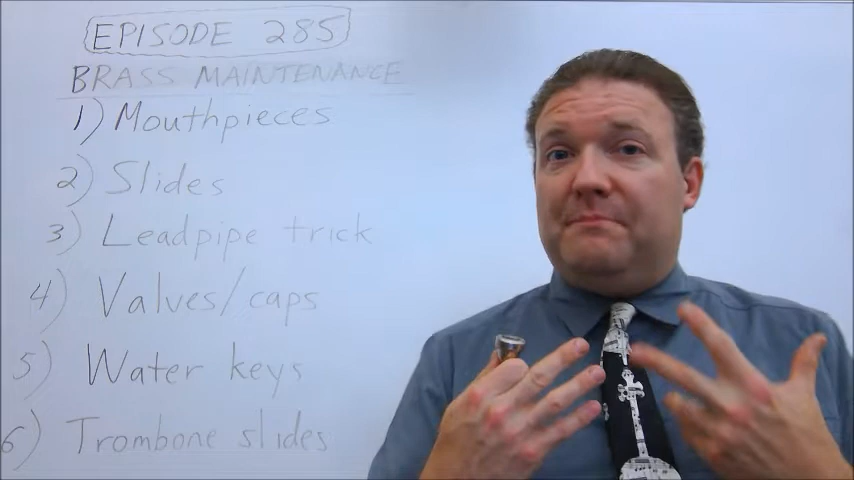 EPISODE 285
BRASS MAINTENANCE
1) Mouthpieces
2) Slides
3) Leadpipe trick
4) Valves/caps
5) Water keys
6) Trombone slides